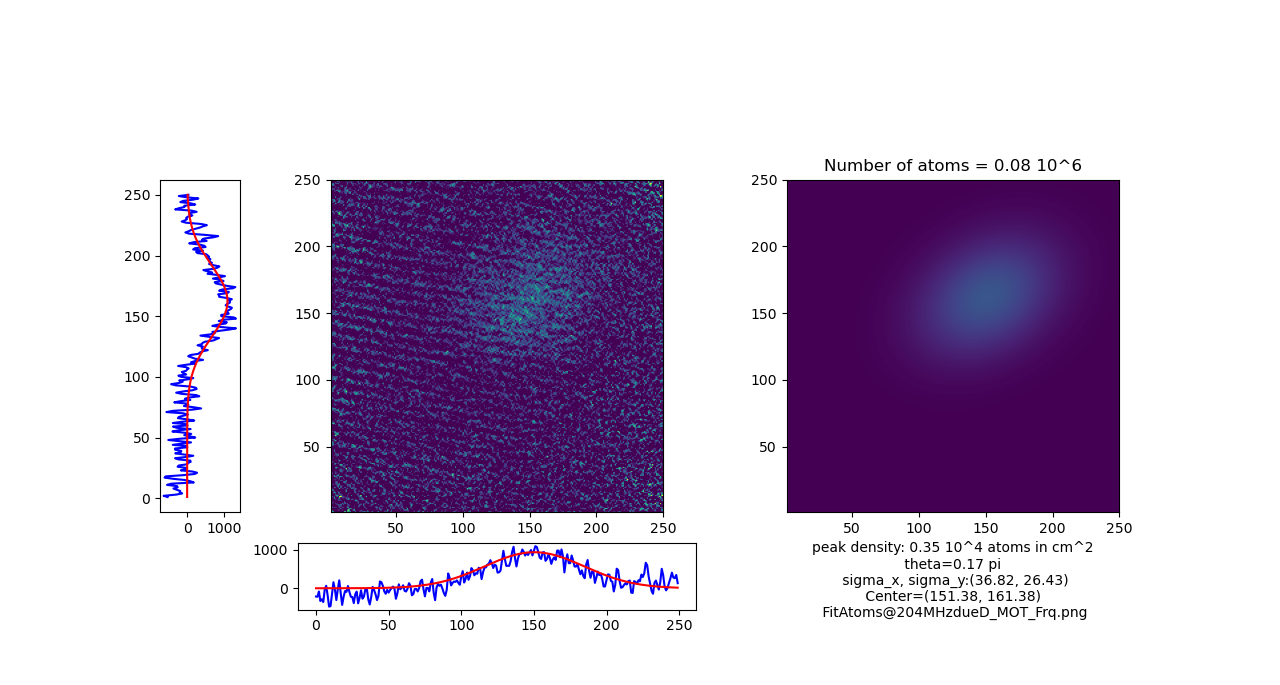 Number of atoms = 0.08 10^6
250
200
150
100
50
0
0 1000
250
200
150
100
50
50 100 150 200 250
250
200
150
100
50
50 100 150 200 250
1000
0
0 50 100 150 200 250
peak density: 0.35 10^4 atoms in cm^2
theta=0.17 pi
sigma_x, sigma_y:(36.82, 26.43)
Center=(151.38, 161.38)
FitAtoms@204MHzdueD_MOT_Frq.png